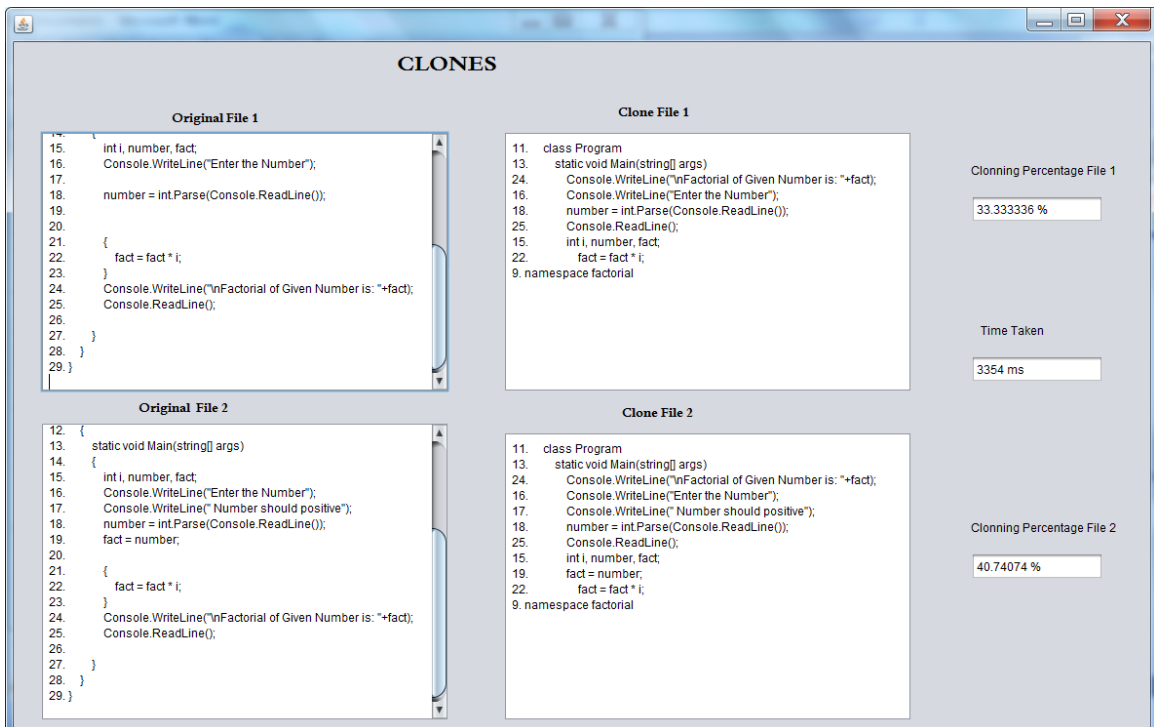 CLONES
Original File 1
14. {
15. int i, number, fact;
16. Console.WriteLine("Enter the Number");
17.
18. number = int.Parse(Console.ReadLine());
19.
20.
21. {
22. fact = fact * i;
23. }
24. Console.WriteLine("\nFactorial of Given Number is: "+fact);
25. Console.ReadLine();
26.
27. }
28. }
29. }
Clone File 1
11. class Program
13. static void Main(string[] args)
24. Console.WriteLine("\nFactorial of Given Number is: "+fact);
16. Console.WriteLine("Enter the Number");
18. number = int.Parse(Console.ReadLine());
25. Console.ReadLine();
15. int i, number, fact;
22. fact = fact * i;
9. namespace factorial
Clonning Percentage File 1
33.333336 %
Time Taken
3354 ms
Original File 2
12. {
13. static void Main(string[] args)
14. {
15. int i, number, fact;
16. Console.WriteLine("Enter the Number");
17. Console.WriteLine(" Number should positive");
18. number = int.Parse(Console.ReadLine());
19. fact = number;
20.
21. {
22. fact = fact * i;
23. }
24. Console.WriteLine("\nFactorial of Given Number is: "+fact);
25. Console.ReadLine();
26.
27. }
28. }
29. }
Clone File 2
11. class Program
13. static void Main(string[] args)
24. Console.WriteLine("\nFactorial of Given Number is: "+fact);
16. Console.WriteLine("Enter the Number");
17. Console.WriteLine(" Number should positive");
18. number = int.Parse(Console.ReadLine());
25. Console.ReadLine();
15. int i, number, fact;
19. fact = number;
22. fact = fact * i;
9. namespace factorial
Clonning Percentage File 2
40.74074 %